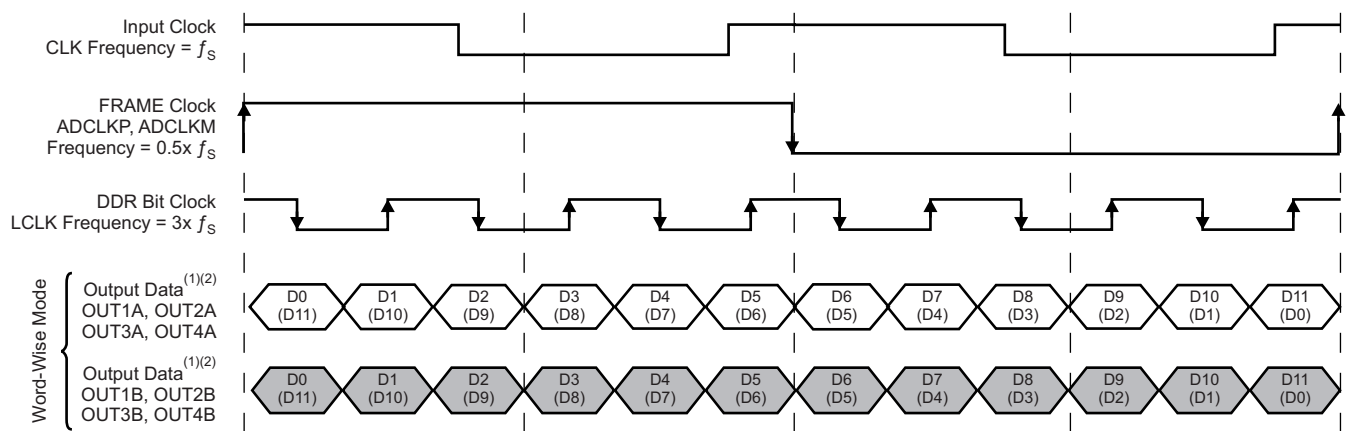 Input Clock
CLK Frequency = fS
FRAME Clock
ADCLKP, ADCLKM
Frequency = 0.5x fS
DDR Bit Clock
LCLK Frequency = 3x fS
Word-Wise Mode
Output Data(1)(2)
OUT1A, OUT2A
OUT3A, OUT4A
D0 D1 D2 D3 D4 D5 D6 D7 D8 D9 D10 D11
(D11) (D10) (D9) (D8) (D7) (D6) (D5) (D4) (D3) (D2) (D1) (D0)
Output Data(1)(2)
OUT1B, OUT2B
OUT3B, OUT4B
D0 D1 D2 D3 D4 D5 D6 D7 D8 D9 D10 D11
(D11) (D10) (D9) (D8) (D7) (D6) (D5) (D4) (D3) (D2) (D1) (D0)